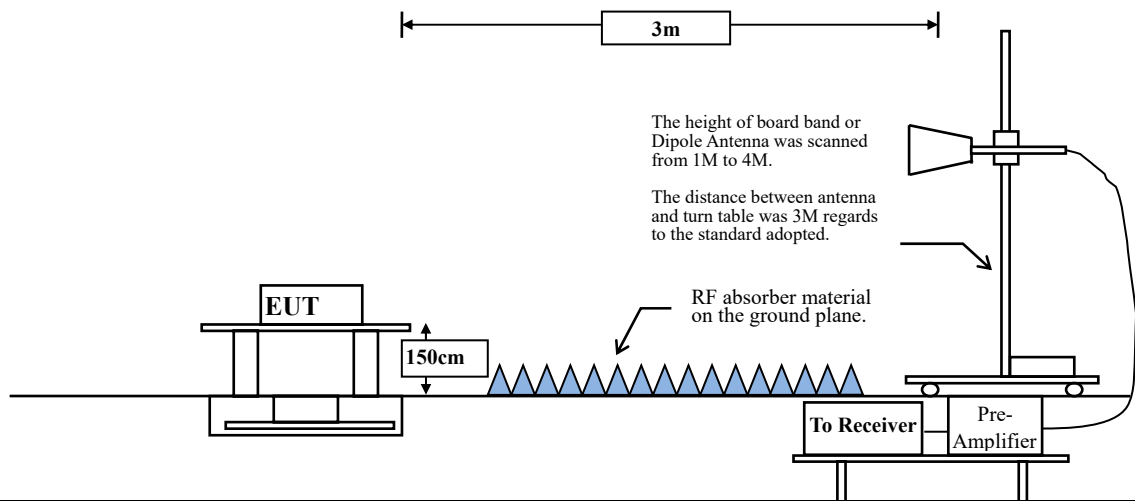 3m
The height of board band or
Dipole Antenna was scanned
from 1M to 4M.
The distance between antenna
and turn table was 3M regards
to the standard adopted.
EUT
RF absorber material
on the ground plane.
150cm
To Receiver
Pre-
Amplifier